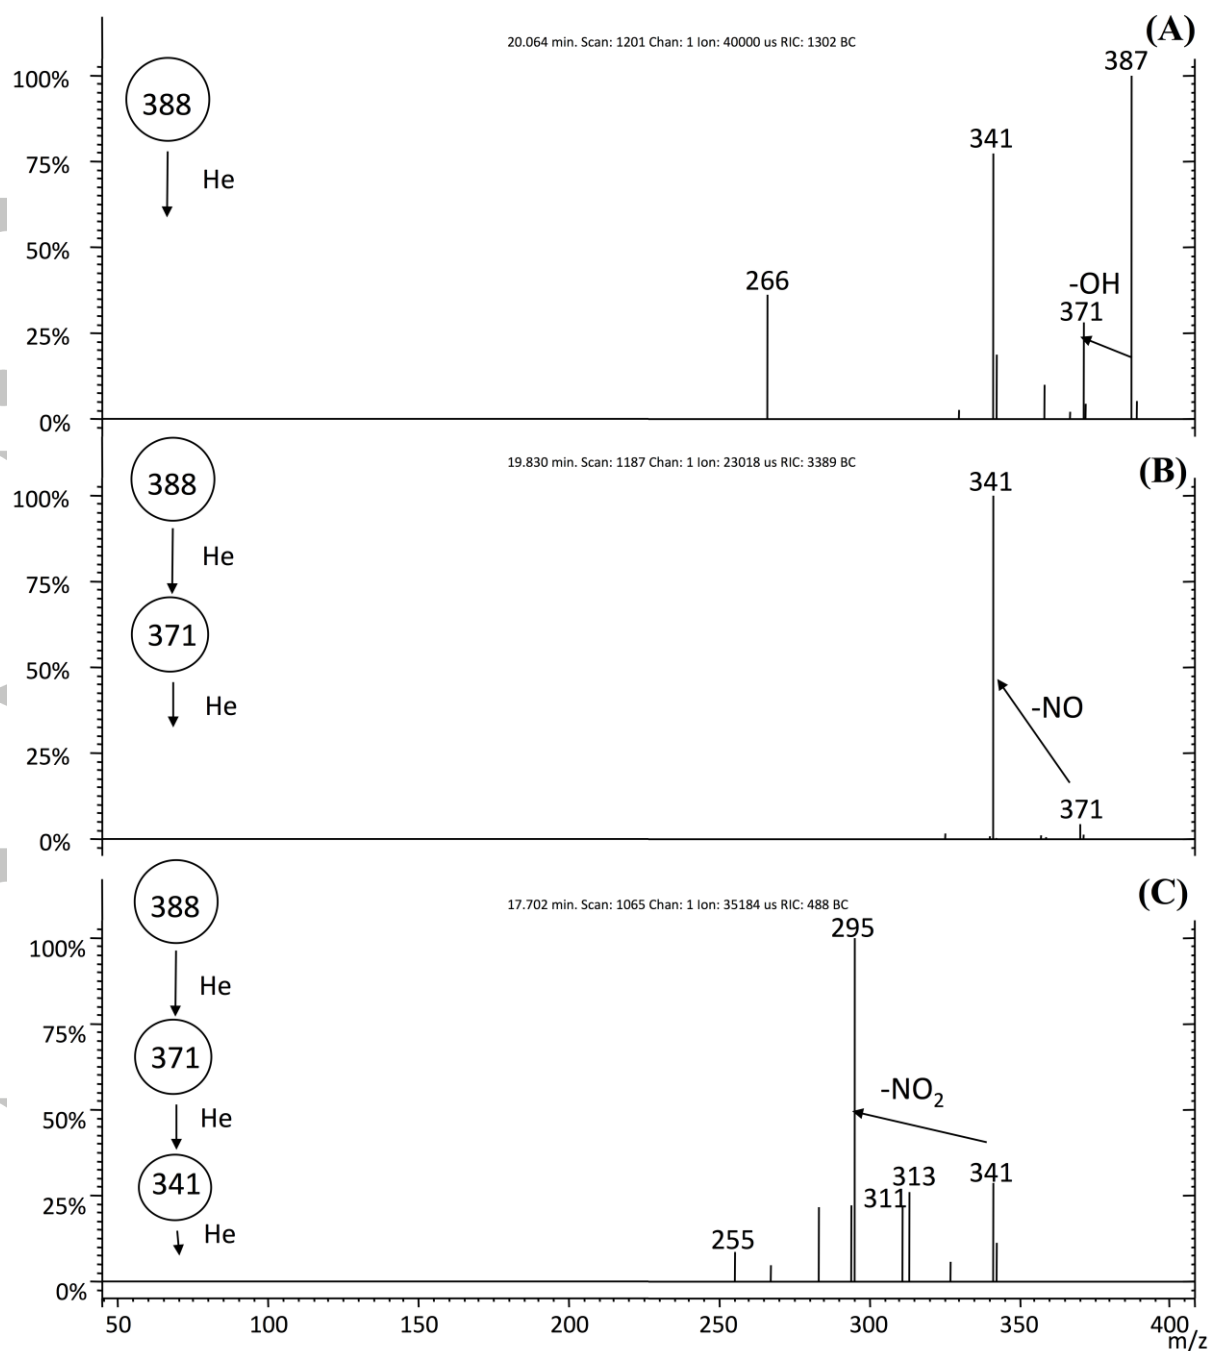 (A)
20.064 min. Scan: 1201 Chan: 1 Ion: 40000 us RIC: 1302 BC
387
100%
388
341
75%
He
50%
266
-OH
371
25%
0%
(B)
19.830 min. Scan: 1187 Chan: 1 Ion: 23018 us RIC: 3389 BC
388
341
100%
He
75%
371
50%
He
-NO
25%
371
0%
(C)
388
17.702 min. Scan: 1065 Chan: 1 Ion: 35184 us RIC: 488 BC
295
100%
He
75%
371
-NO2
50%
He
341
313
341
25%
311
He
255
0%
50 100 150 200 250 300 350 400
m/z